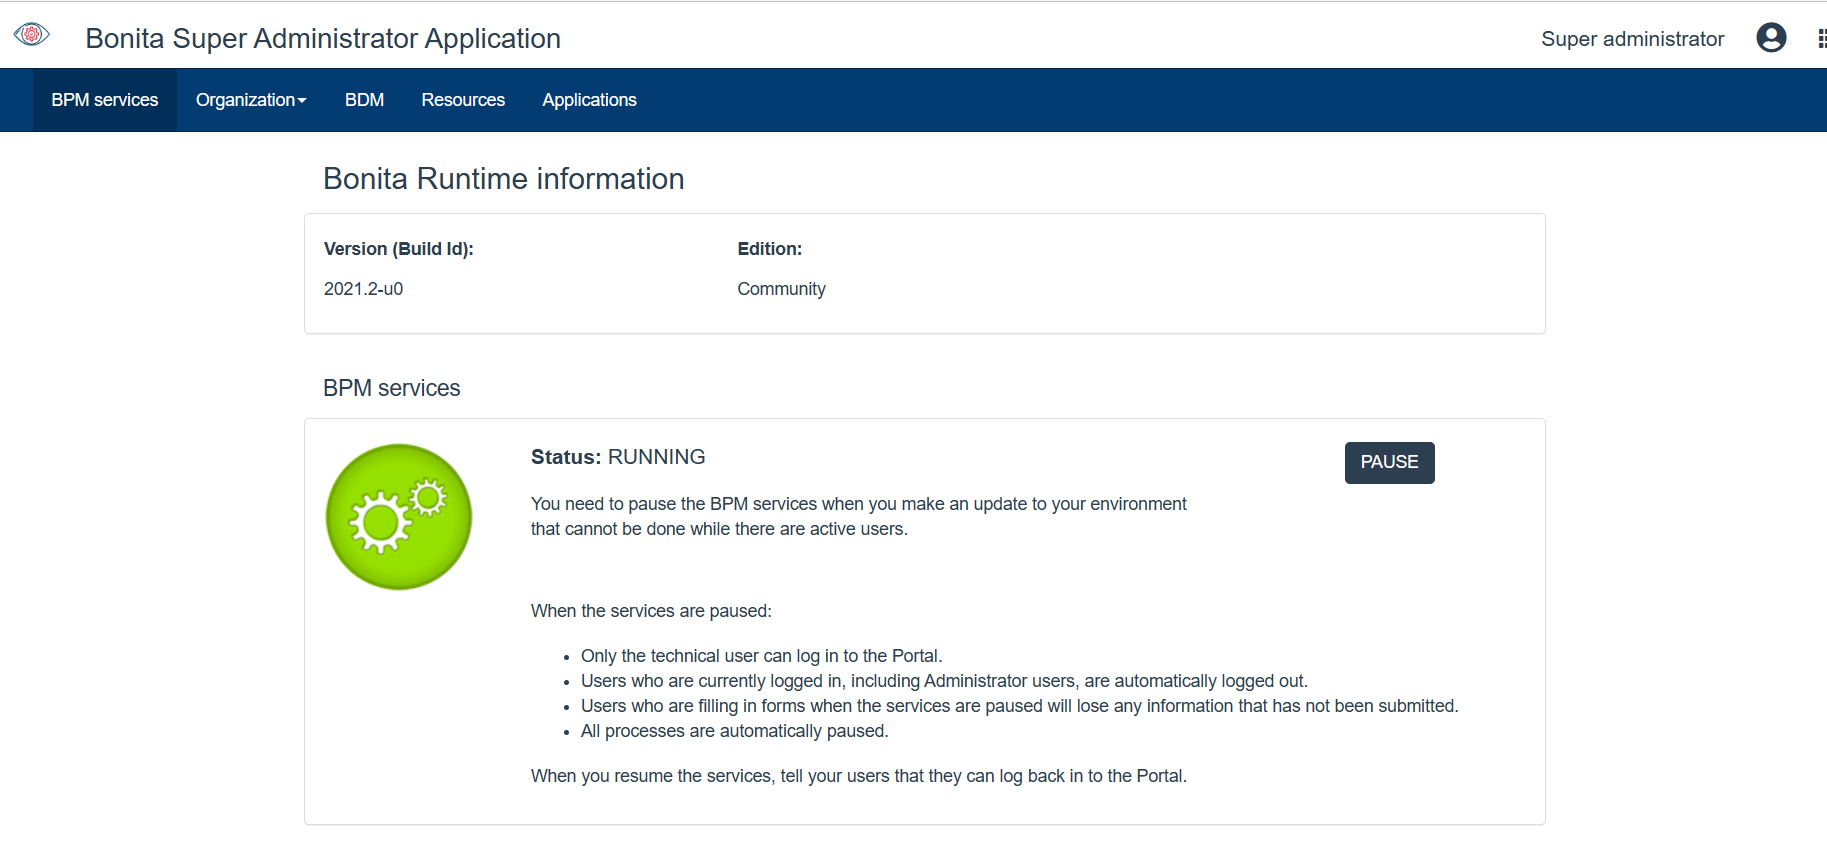 Bonita Super Administrator Application
Super administrator
BPM services
Organization
BDM
Resources
Applications
Bonita Runtime information
Version (Build Id):
Edition:
2021.2-u0
Community
BPM services
Status: RUNNING
PAUSE
You need to pause the BPM services when you make an update to your environment
that cannot be done while there are active users.
When the services are paused:
• Only the technical user can log in to the Portal.
• Users who are currently logged in, including Administrator users, are automatically logged out.
• Users who are filling in forms when the services are paused will lose any information that has not been submitted.
• All processes are automatically paused.
When you resume the services, tell your users that they can log back in to the Portal.